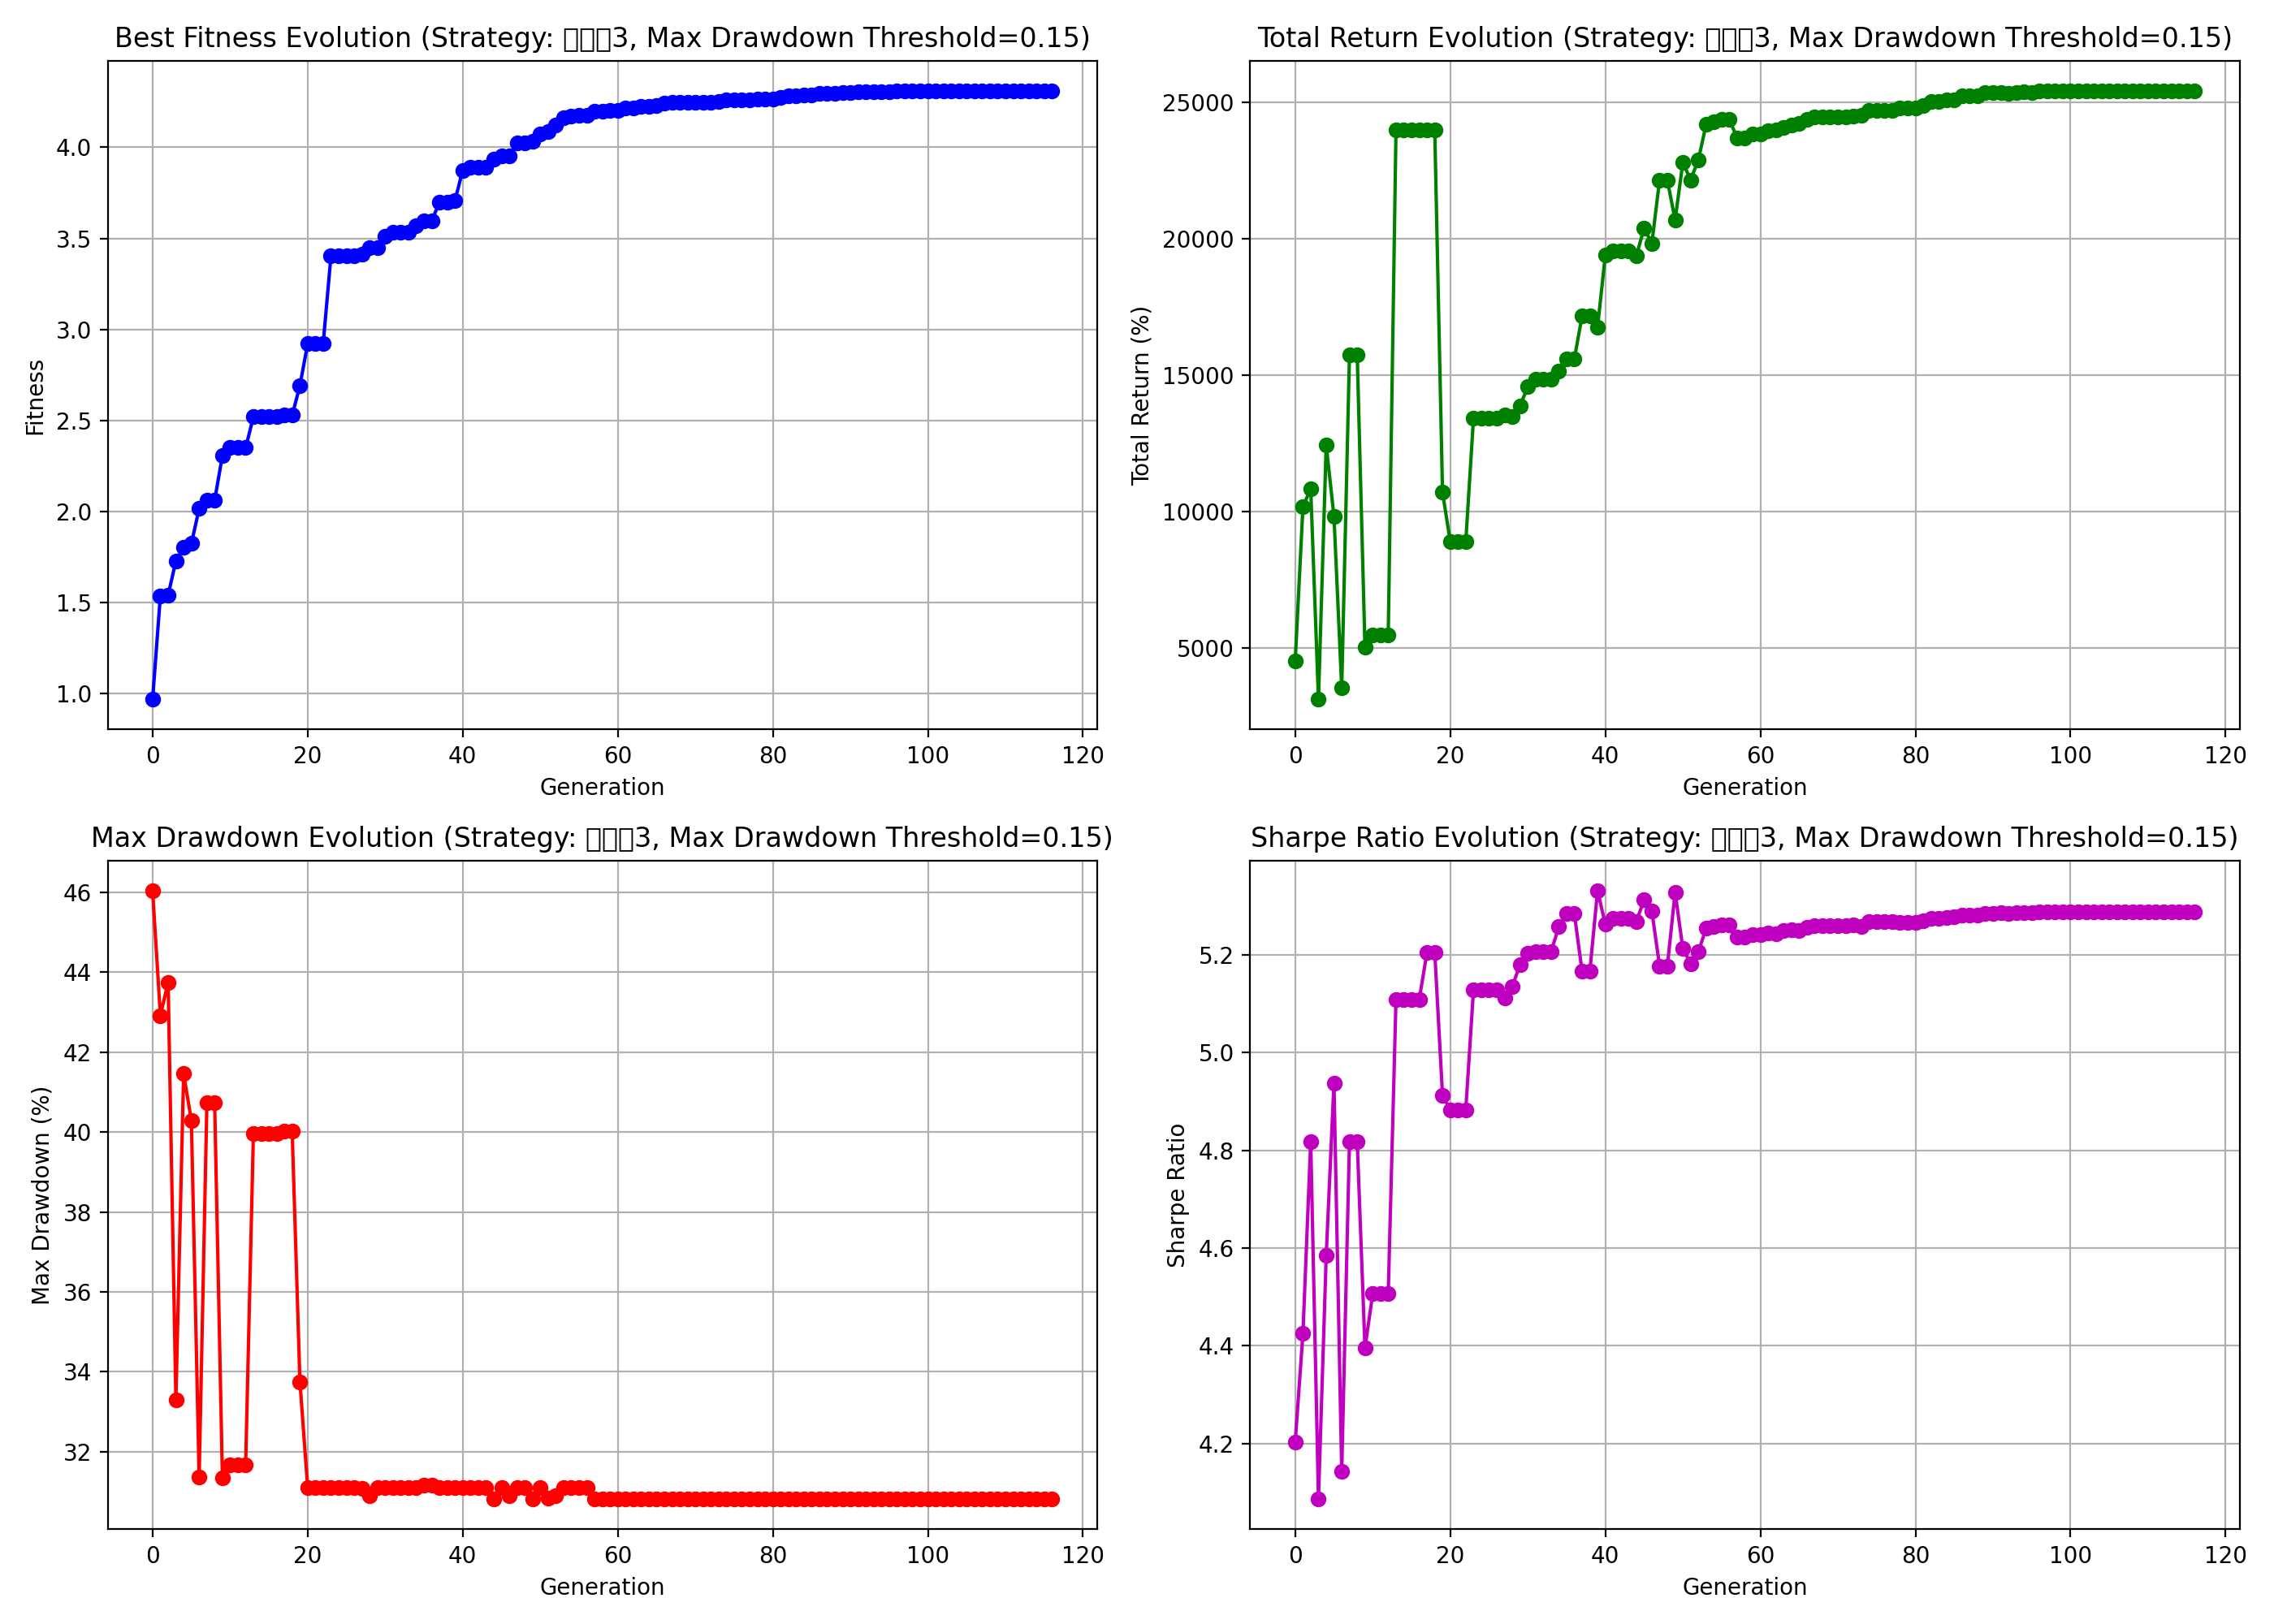 Best Fitness Evolution (Strategy: □□□3, Max Drawdown Threshold=0.15)
Fitness
4.0
3.5
3.0
2.5
2.0
1.5
1.0
0 20 40 60 80 100 120
Generation
Total Return Evolution (Strategy: □□□3, Max Drawdown Threshold=0.15)
Total Return (%)
25000
20000
15000
10000
5000
0 20 40 60 80 100 120
Generation
Max Drawdown Evolution (Strategy: □□□3, Max Drawdown Threshold=0.15)
Max Drawdown (%)
46
44
42
40
38
36
34
32
0 20 40 60 80 100 120
Generation
Sharpe Ratio Evolution (Strategy: □□□3, Max Drawdown Threshold=0.15)
Sharpe Ratio
5.2
5.0
4.8
4.6
4.4
4.2
0 20 40 60 80 100 120
Generation